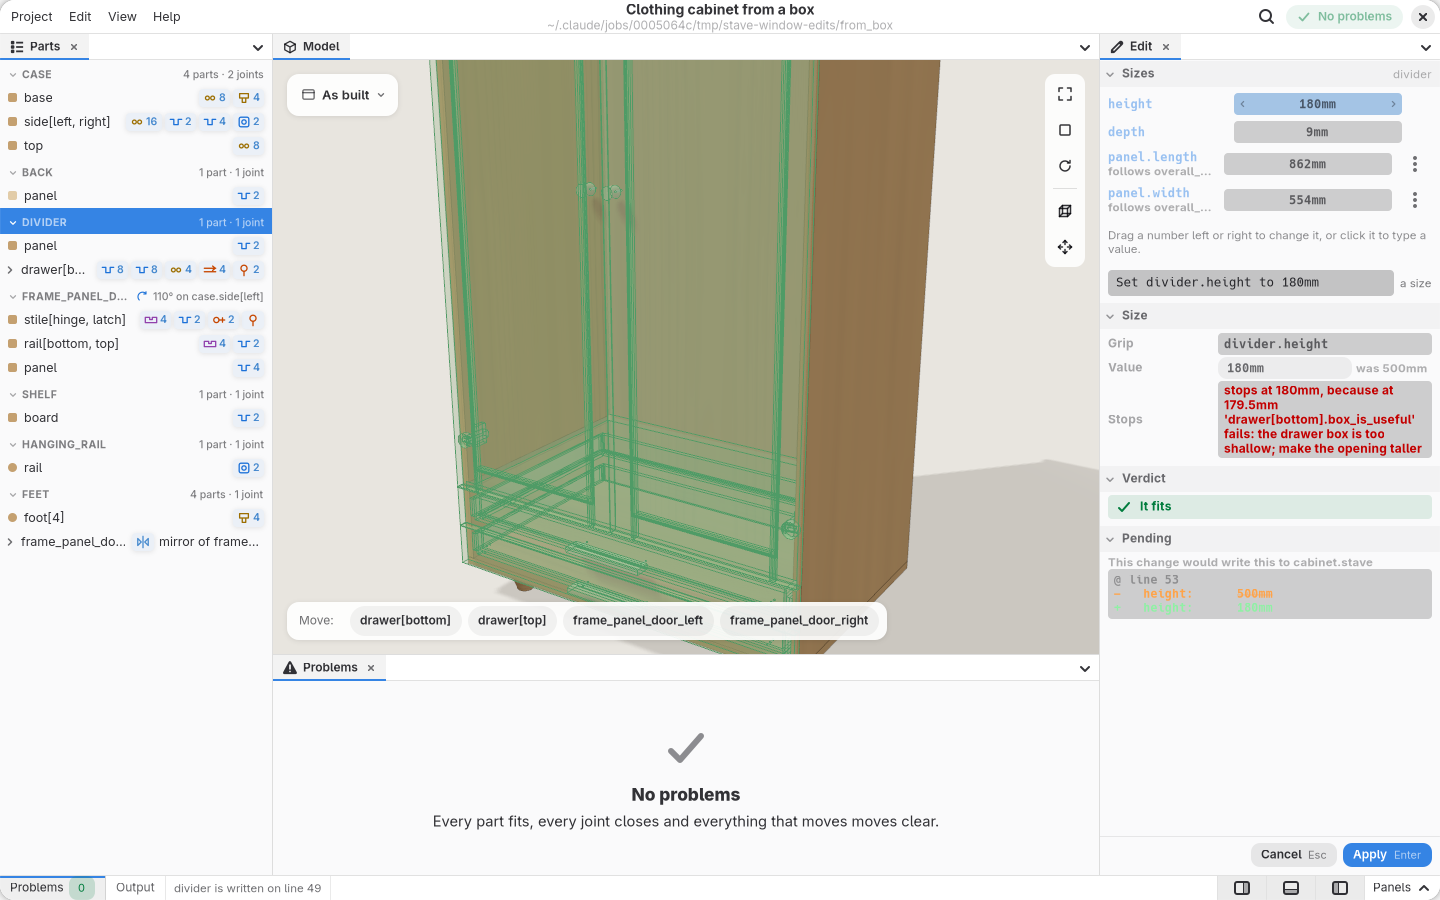 Project Edit View Help
Clothing cabinet from a box
~/.claude/jobs/0005064c/tmp/stave-window-edits/from_box
No problems
Parts
CASE 4 parts · 2 joints
base 8 4
side[left, right] 16 2 4 2
top 8
BACK 1 part · 1 joint
panel 2
DIVIDER 1 part · 1 joint
panel 2
drawer[b... 8 8 4 4 2
FRAME_PANEL_D... 110° on case.side[left]
stile[hinge, latch] 4 2 2
rail[bottom, top] 4 2
panel 4
SHELF 1 part · 1 joint
board 2
HANGING_RAIL 1 part · 1 joint
rail 2
FEET 4 parts · 1 joint
foot[4] 4
frame_panel_do... mirror of frame...
Model
As built
Move: drawer[bottom] drawer[top] frame_panel_door_left frame_panel_door_right
Problems
No problems
Every part fits, every joint closes and everything that moves moves clear.
Edit
Sizes divider
height 180mm
depth 9mm
panel.length 862mm
follows overall_...
panel.width 554mm
follows overall_...
Drag a number left or right to change it, or click it to type a
value.
Set divider.height to 180mm a size
Size
Grip divider.height
Value 180mm was 500mm
Stops
stops at 180mm, because at
179.5mm
'drawer[bottom].box_is_useful'
fails: the drawer box is too
shallow; make the opening taller
Verdict
It fits
Pending
This change would write this to cabinet.stave
@ line 53
- height: 500mm
+ height: 180mm
Cancel Esc Apply Enter
Problems 0 Output divider is written on line 49 Panels